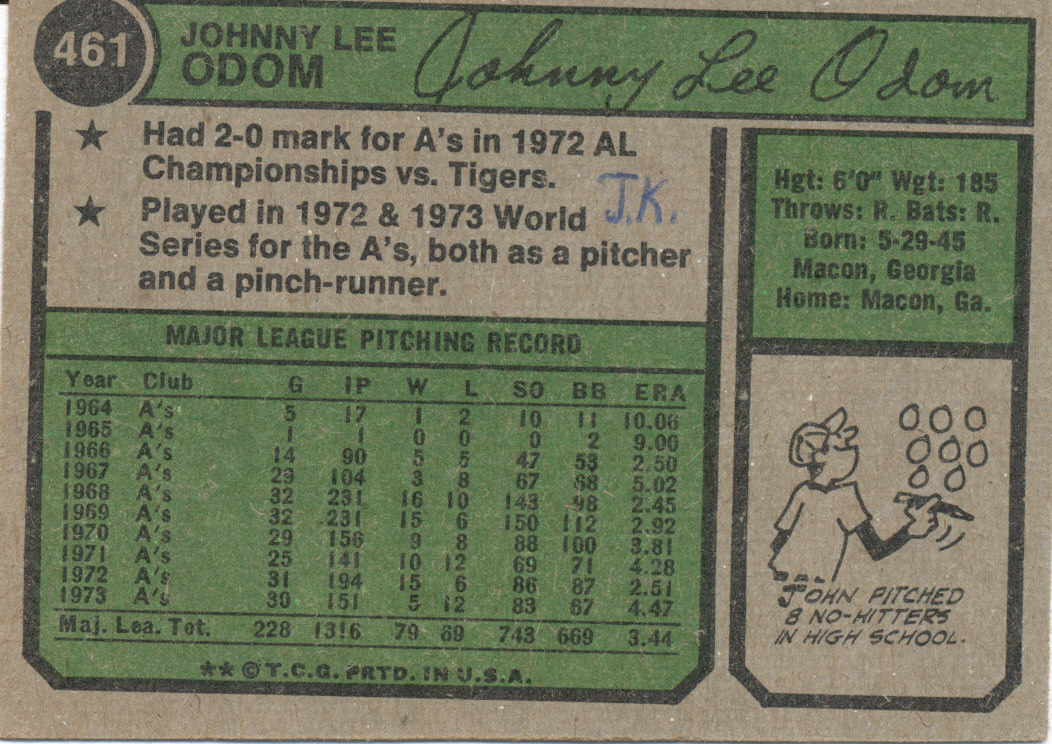 461
JOHNNY LEE
ODOM
Johnny Lee Odom
★ Had 2-0 mark for A's in 1972 AL
Championships vs. Tigers.
★ Played in 1972 & 1973 World
Series for the A's, both as a pitcher
and a pinch-runner.
J.K.
Hgt: 6'0" Wgt: 185
Throws: R. Bats: R.
Born: 5-29-45
Macon, Georgia
Home: Macon, Ga.
MAJOR LEAGUE PITCHING RECORD
Year Club G IP W L SO BB ERA
1964 A's 5 17 1 2 10 11 10.06
1965 A's 1 1 0 0 0 2 9.00
1966 A's 14 90 5 5 47 53 2.50
1967 A's 29 104 3 8 67 68 5.02
1968 A's 32 231 16 10 143 98 2.45
1969 A's 32 231 15 6 150 112 2.92
1970 A's 29 156 9 8 88 100 3.81
1971 A's 25 141 10 12 69 71 4.28
1972 A's 31 194 15 6 86 87 2.51
1973 A's 30 151 5 12 83 67 4.47
Maj. Lea. Tot. 228 1316 79 69 743 669 3.44
** © T.C.G. PRTD. IN U.S.A.
JOHN PITCHED
8 NO-HITTERS
IN HIGH SCHOOL.